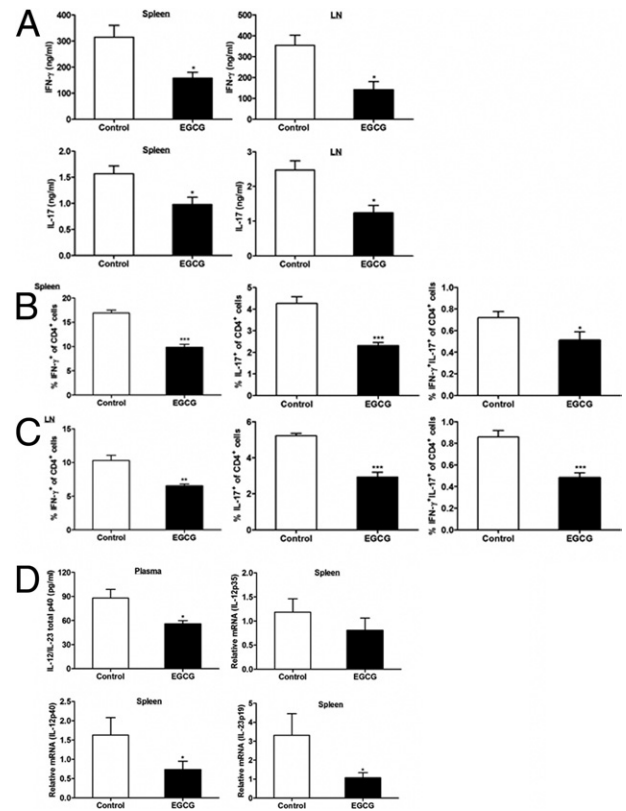 A
Spleen
IFN-γ (ng/ml)
400
300
200
100
0
Control EGCG
*
LN
IFN-γ (ng/ml)
500
400
300
200
100
0
Control EGCG
*
Spleen
IL-17 (ng/ml)
2.0
1.5
1.0
0.5
0.0
Control EGCG
*
LN
IL-17 (ng/ml)
3
2
1
0
Control EGCG
*
B
Spleen
% IFN-γ⁺ of CD4⁺ cells
20
15
10
5
0
Control EGCG
***
% IL-17⁺ of CD4⁺ cells
5
4
3
2
1
0
Control EGCG
***
% IFN-γ⁺IL-17⁺ of CD4⁺ cells
1.0
0.8
0.6
0.4
0.2
0.0
Control EGCG
*
C
LN
% IFN-γ⁺ of CD4⁺ cells
15
10
5
0
Control EGCG
**
% IL-17⁺ of CD4⁺ cells
6
4
2
0
Control EGCG
***
% IFN-γ⁺IL-17⁺ of CD4⁺ cells
1.0
0.8
0.6
0.4
0.2
0.0
Control EGCG
***
D
Plasma
IL-12/IL-23 total p40 (pg/ml)
120
90
60
30
0
Control EGCG
*
Spleen
Relative mRNA (IL-12p35)
2.0
1.5
1.0
0.5
0.0
Control EGCG
Spleen
Relative mRNA (IL-12p40)
2.5
2.0
1.5
1.0
0.5
0.0
Control EGCG
*
Spleen
Relative mRNA (IL-23p19)
5
4
3
2
1
0
Control EGCG
*